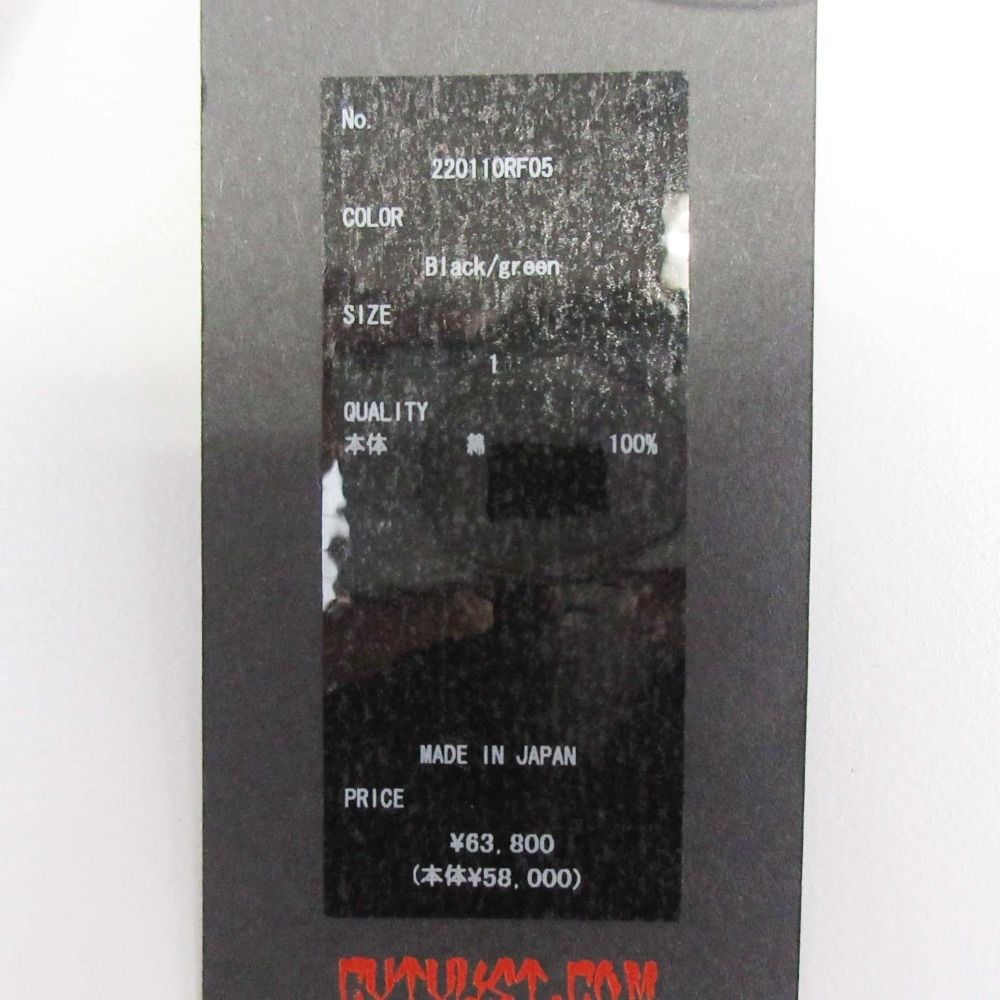 No.
220110RF05
COLOR
Black/green
SIZE
1
QUALITY
本体 綿 100%
MADE IN JAPAN
PRICE
¥63,800
(本体¥58,000)